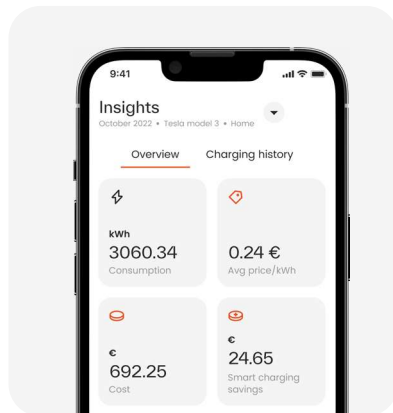 9:41
Insights
October 2022 • Tesla model 3 • Home
Overview Charging history
kWh
3060.34
Consumption
0.24 €
Avg price/kWh
€
692.25
Cost
€
24.65
Smart charging
savings